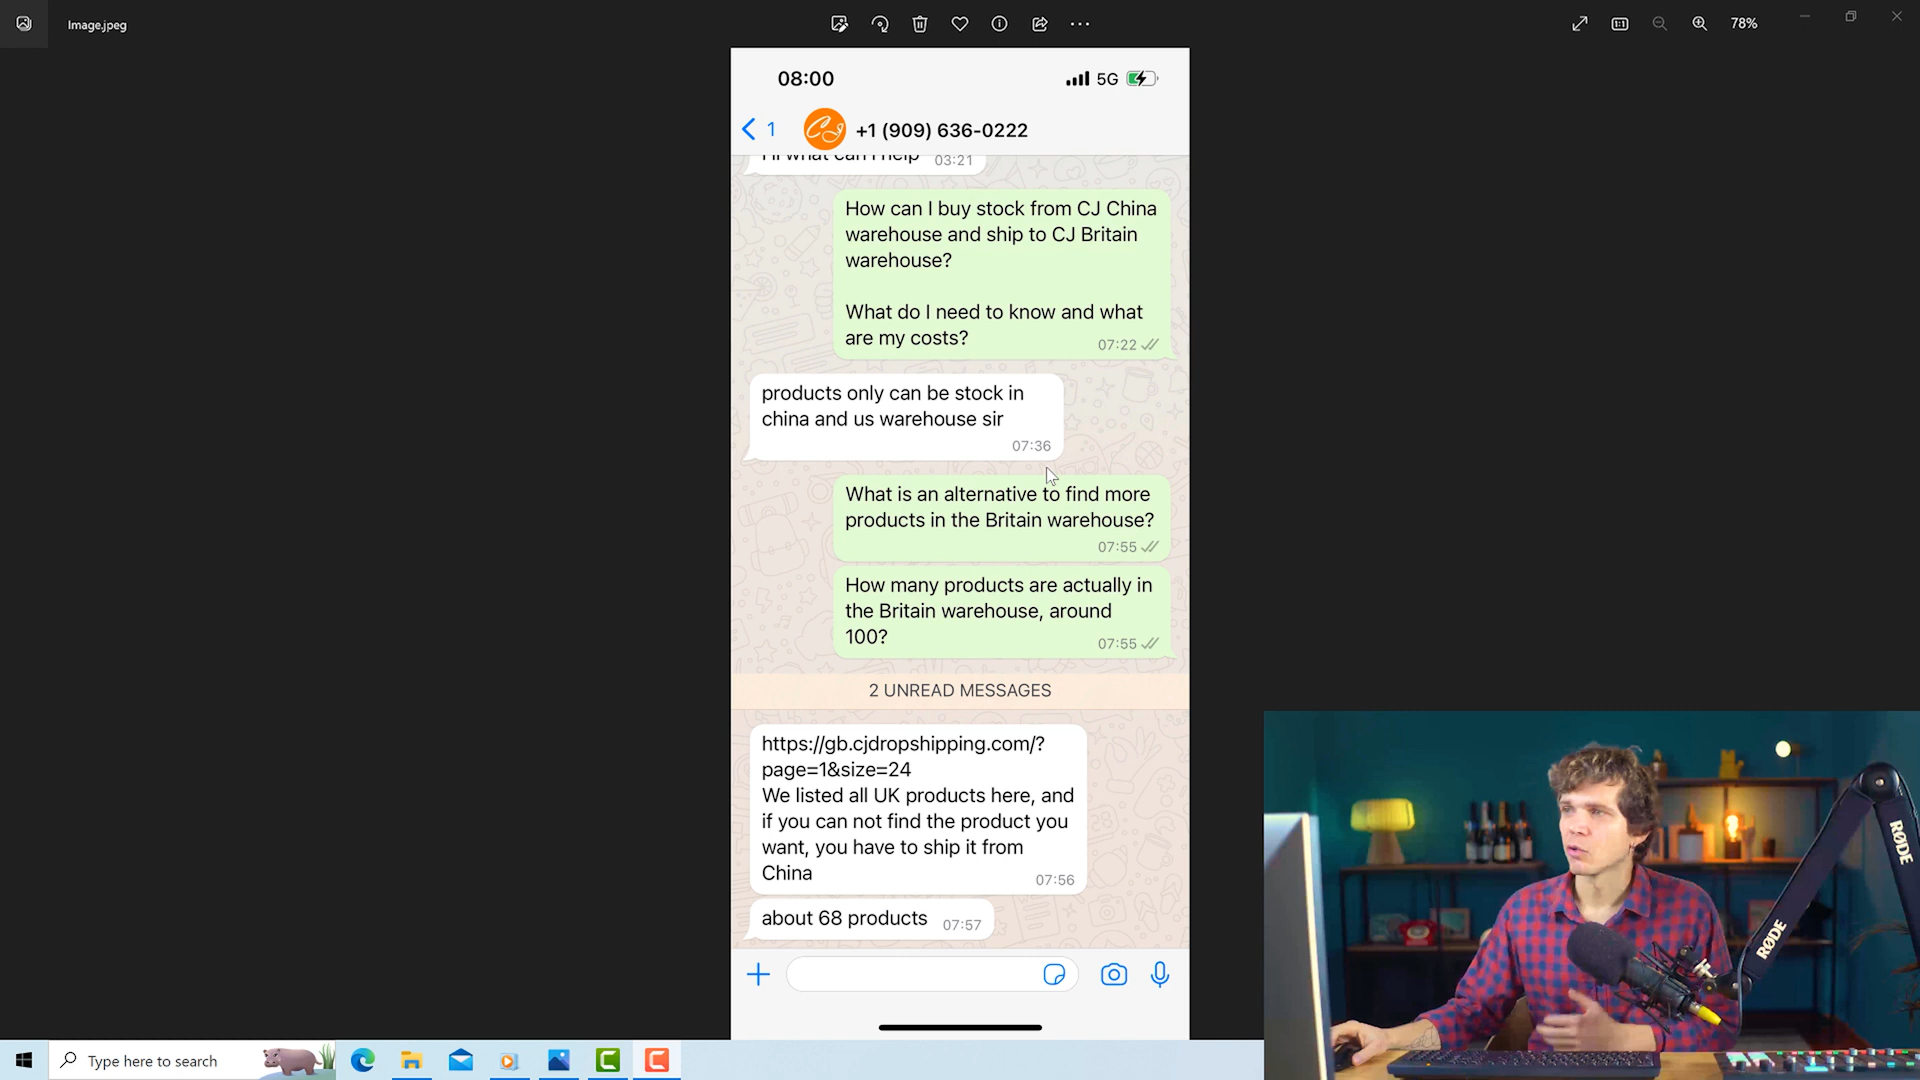 Image.jpeg
78%
08:00
5G
1
CJ
+1 (909) 636-0222
Hi what can I help 03:21
How can I buy stock from CJ China
warehouse and ship to CJ Britain
warehouse?
What do I need to know and what
are my costs?
07:22
products only can be stock in
china and us warehouse sir
07:36
What is an alternative to find more
products in the Britain warehouse?
07:55
How many products are actually in
the Britain warehouse, around
100?
07:55
2 UNREAD MESSAGES
https://gb.cjdropshipping.com/?
page=1&size=24
We listed all UK products here, and
if you can not find the product you
want, you have to ship it from
China
07:56
about 68 products 07:57
RØDE
RØDE
Type here to search